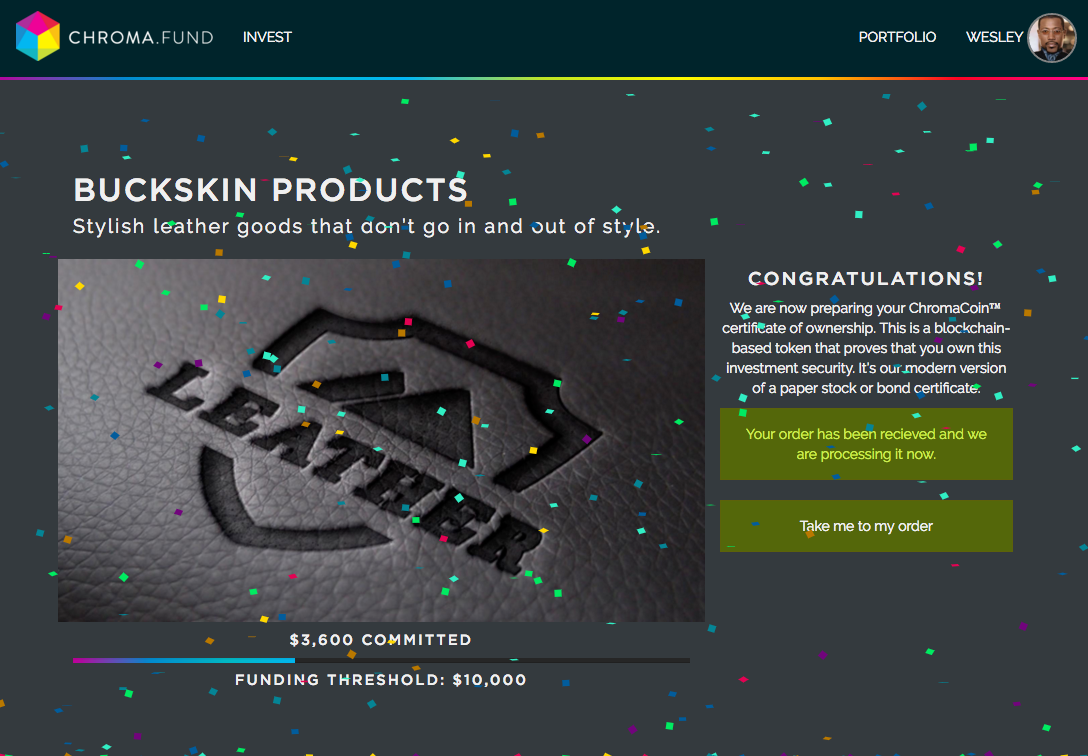 CHROMA.FUND
INVEST
PORTFOLIO
WESLEY
BUCKSKIN PRODUCTS
Stylish leather goods that don't go in and out of style.
LEATHER
$3,600 COMMITTED
FUNDING THRESHOLD: $10,000
CONGRATULATIONS!
We are now preparing your ChromaCoin™
certificate of ownership. This is a blockchain-
based token that proves that you own this
investment security. It's our modern version
of a paper stock or bond certificate.
Your order has been recieved and we
are processing it now.
Take me to my order